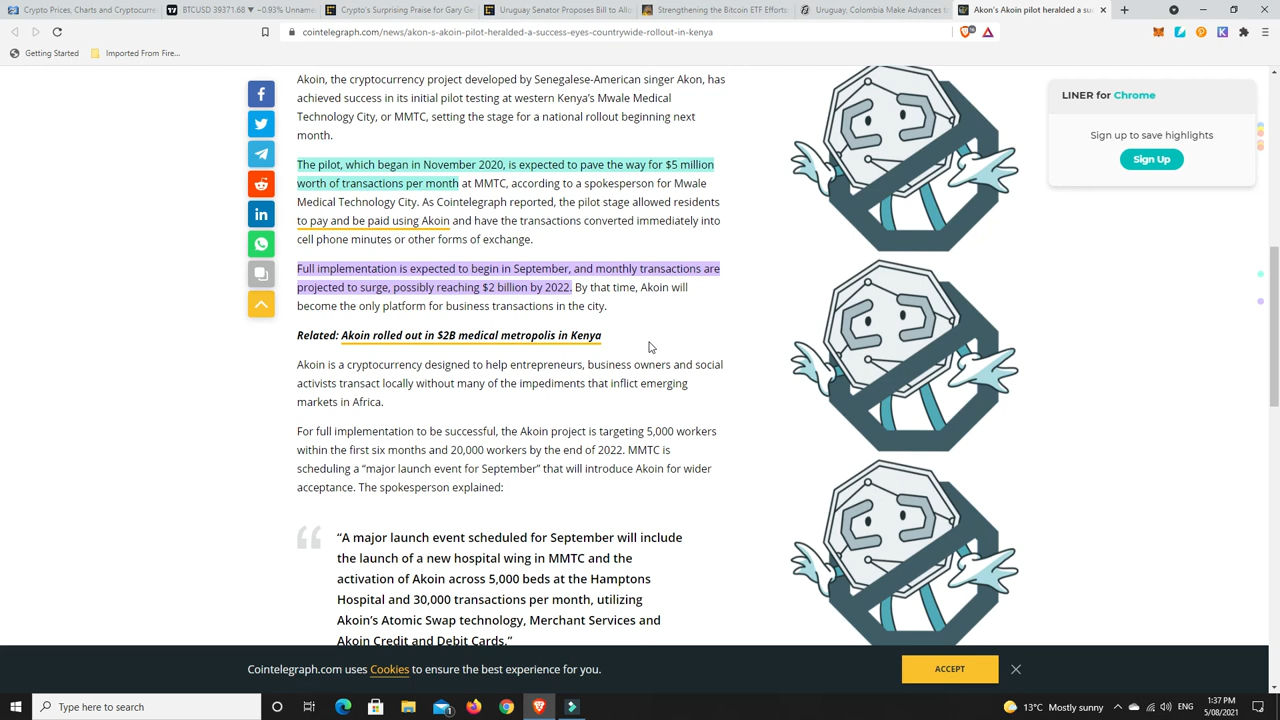 Crypto Prices, Charts and Cryptocurr
BTCUSD 39371.68 ▼ −0.93% Unname
Crypto's Surprising Praise for Gary Ge
Uruguay Senator Proposes Bill to Allo
Strengthening the Bitcoin ETF Effort
Uruguay, Colombia Make Advances t
Akon's Akoin pilot heralded a suc
cointelegraph.com/news/akon-s-akoin-pilot-heralded-a-success-eyes-countrywide-rollout-in-kenya
Getting Started
Imported From Fire...
Akoin, the cryptocurrency project developed by Senegalese-American singer Akon, has
achieved success in its initial pilot testing at western Kenya's Mwale Medical
Technology City, or MMTC, setting the stage for a national rollout beginning next
month.
The pilot, which began in November 2020, is expected to pave the way for $5 million
worth of transactions per month at MMTC, according to a spokesperson for Mwale
Medical Technology City. As Cointelegraph reported, the pilot stage allowed residents
to pay and be paid using Akoin and have the transactions converted immediately into
cell phone minutes or other forms of exchange.
Full implementation is expected to begin in September, and monthly transactions are
projected to surge, possibly reaching $2 billion by 2022. By that time, Akoin will
become the only platform for business transactions in the city.
Related: Akoin rolled out in $2B medical metropolis in Kenya
Akoin is a cryptocurrency designed to help entrepreneurs, business owners and social
activists transact locally without many of the impediments that inflict emerging
markets in Africa.
For full implementation to be successful, the Akoin project is targeting 5,000 workers
within the first six months and 20,000 workers by the end of 2022. MMTC is
scheduling a “major launch event for September” that will introduce Akoin for wider
acceptance. The spokesperson explained:
“A major launch event scheduled for September will include
the launch of a new hospital wing in MMTC and the
activation of Akoin across 5,000 beds at the Hamptons
Hospital and 30,000 transactions per month, utilizing
Akoin’s Atomic Swap technology, Merchant Services and
Akoin Credit and Debit Cards.”
LINER for Chrome
Sign up to save highlights
Sign Up
Cointelegraph.com uses Cookies to ensure the best experience for you.
ACCEPT
Type here to search
13°C Mostly sunny
ENG
1:37 PM
5/08/2021